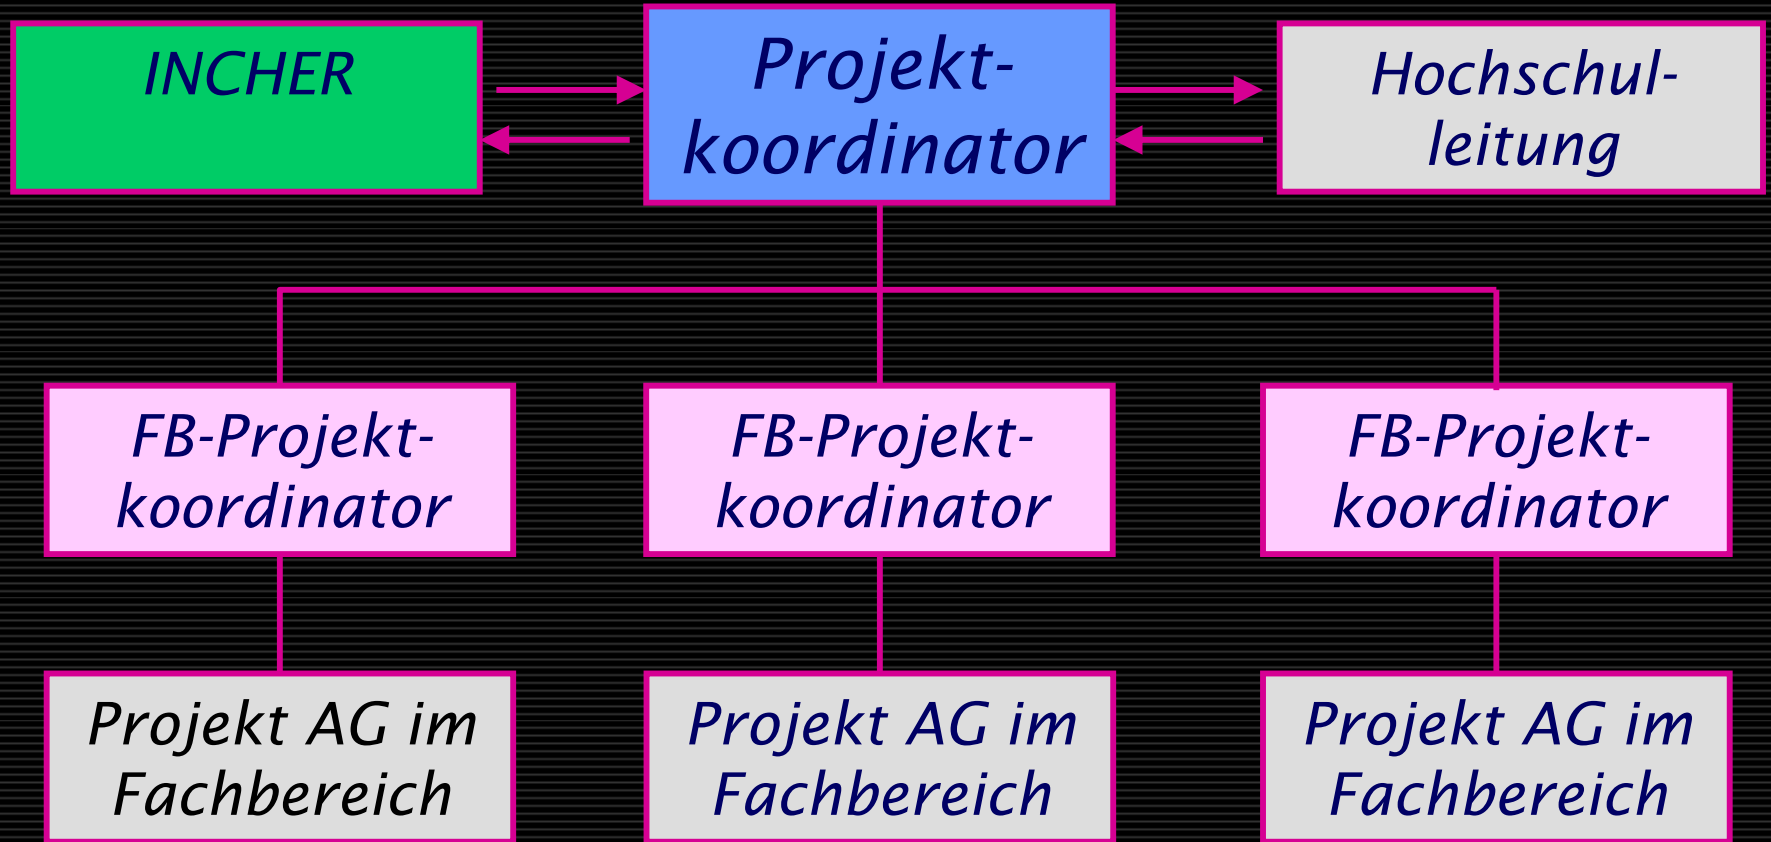 INCHER
Projekt-
koordinator
Hochschul-
leitung
FB-Projekt-
koordinator
FB-Projekt-
koordinator
FB-Projekt-
koordinator
Projekt AG im
Fachbereich
Projekt AG im
Fachbereich
Projekt AG im
Fachbereich